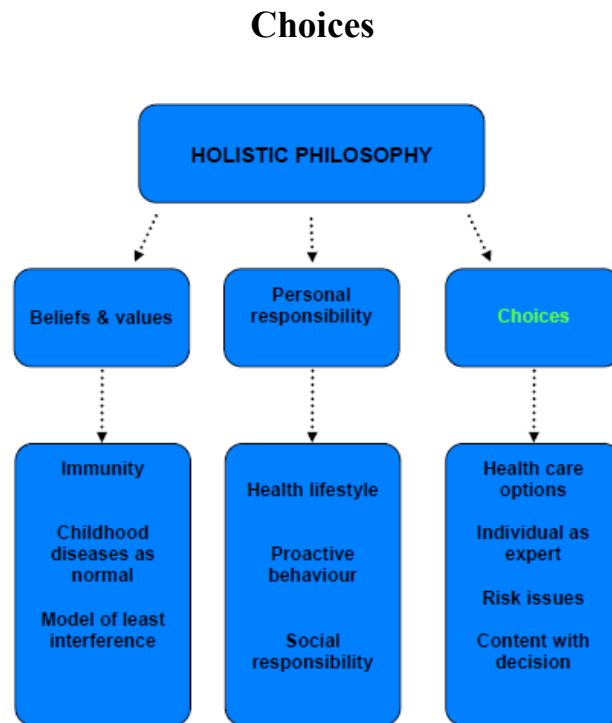 Choices
HOLISTIC PHILOSOPHY
Beliefs & values
Personal
responsibility
Choices
Immunity
Childhood
diseases as
normal
Model of least
interference
Health lifestyle
Proactive
behaviour
Social
responsibility
Health care
options
Individual as
expert
Risk issues
Content with
decision